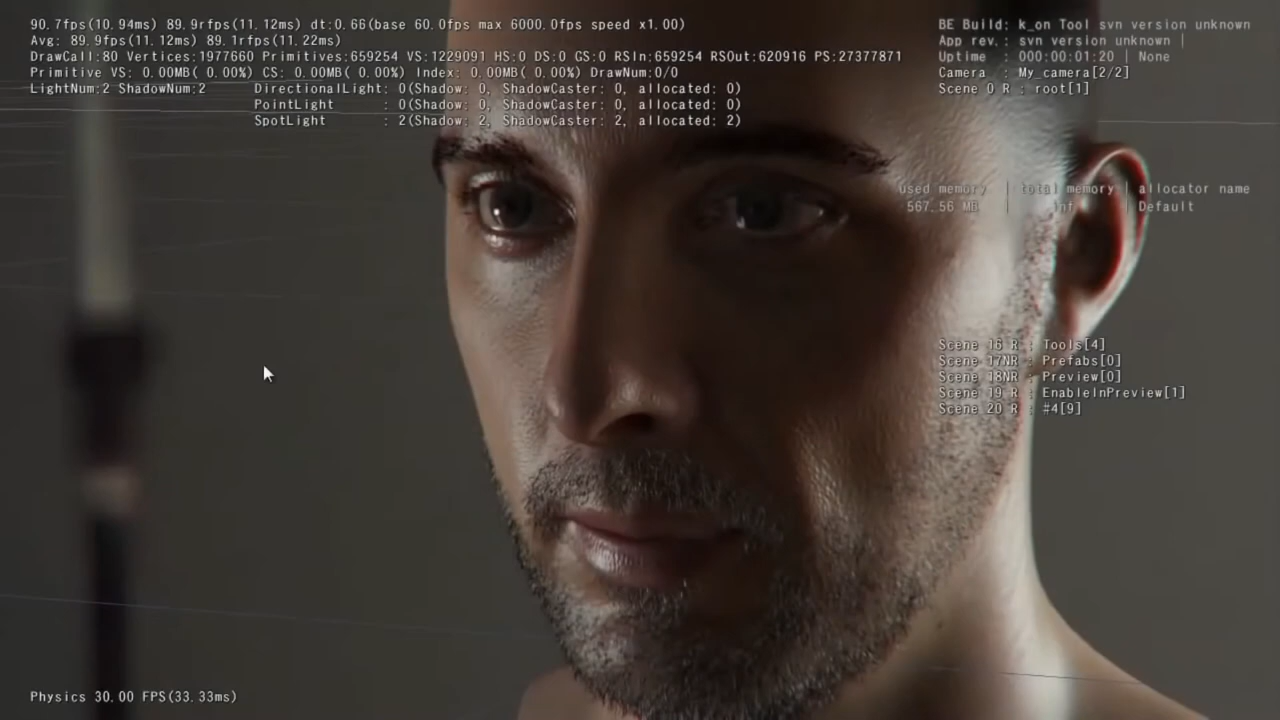 90.7fps(10.94ms) 89.9rfps(11.12ms) dt:0.66(base 60.0fps max 6000.0fps speed x1.00)
Avg: 89.9fps(11.12ms) 89.1rfps(11.22ms)
DrawCall:80 Vertices:1977660 Primitives:659254 VS:1229091 HS:0 DS:0 GS:0 RSIn:659254 RSOut:620916 PS:27377871
Primitive VS: 0.00MB( 0.00%) CS: 0.00MB( 0.00%) Index: 0.00MB( 0.00%) DrawNum:0/0
LightNum:2 ShadowNum:2 DirectionalLight: 0(Shadow: 0, ShadowCaster: 0, allocated: 0)
PointLight : 0(Shadow: 0, ShadowCaster: 0, allocated: 0)
SpotLight : 2(Shadow: 2, ShadowCaster: 2, allocated: 2)
BE Build: k_on Tool svn version unknown
App rev.: svn version unknown |
Uptime : 000:00:01:20 | None
Camera : My_camera[2/2]
Scene 0 R : root[1]
used memory | total memory | allocator name
567.56 MB | inf | Default
Scene 16 R : Tools[4]
Scene 17NR : Prefabs[0]
Scene 18NR : Preview[0]
Scene 19 R : EnableInPreview[1]
Scene 20 R : #4[9]
Physics 30.00 FPS(33.33ms)